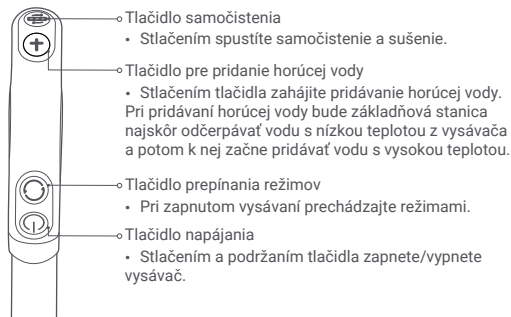 Tlačidlo samočistenia
• Stlačením spustíte samočistenie a sušenie.
Tlačidlo pre pridanie horúcej vody
• Stlačením tlačidla zahájite pridávanie horúcej vody.
Pri pridávaní horúcej vody bude základňová stanica
najskôr odčerpávať vodu s nízkou teplotou z vysávača
a potom k nej začne pridávať vodu s vysokou teplotou.
Tlačidlo prepínania režimov
• Pri zapnutom vysávaní prechádzajte režimami.
Tlačidlo napájania
• Stlačením a podržaním tlačidla zapnete/vypnete
vysávač.